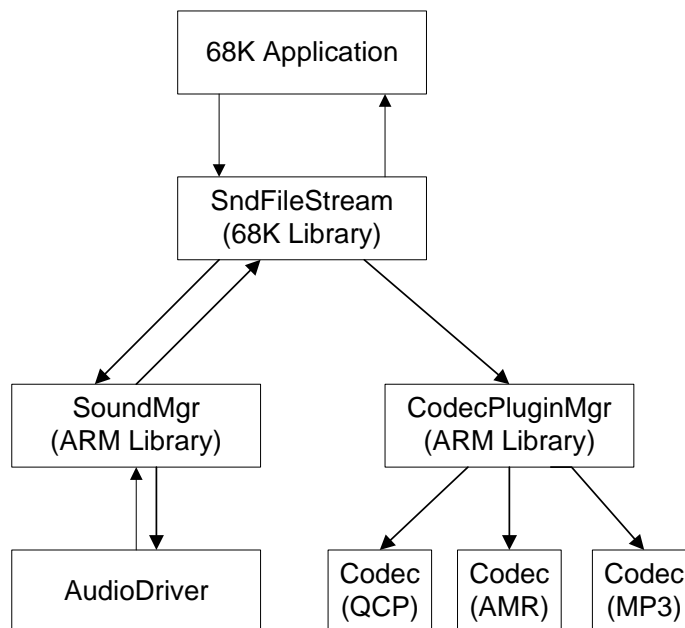 68K Application
SndFileStream
(68K Library)
SoundMgr
(ARM Library)
CodecPluginMgr
(ARM Library)
AudioDriver
Codec
(QCP)
Codec
(AMR)
Codec
(MP3)